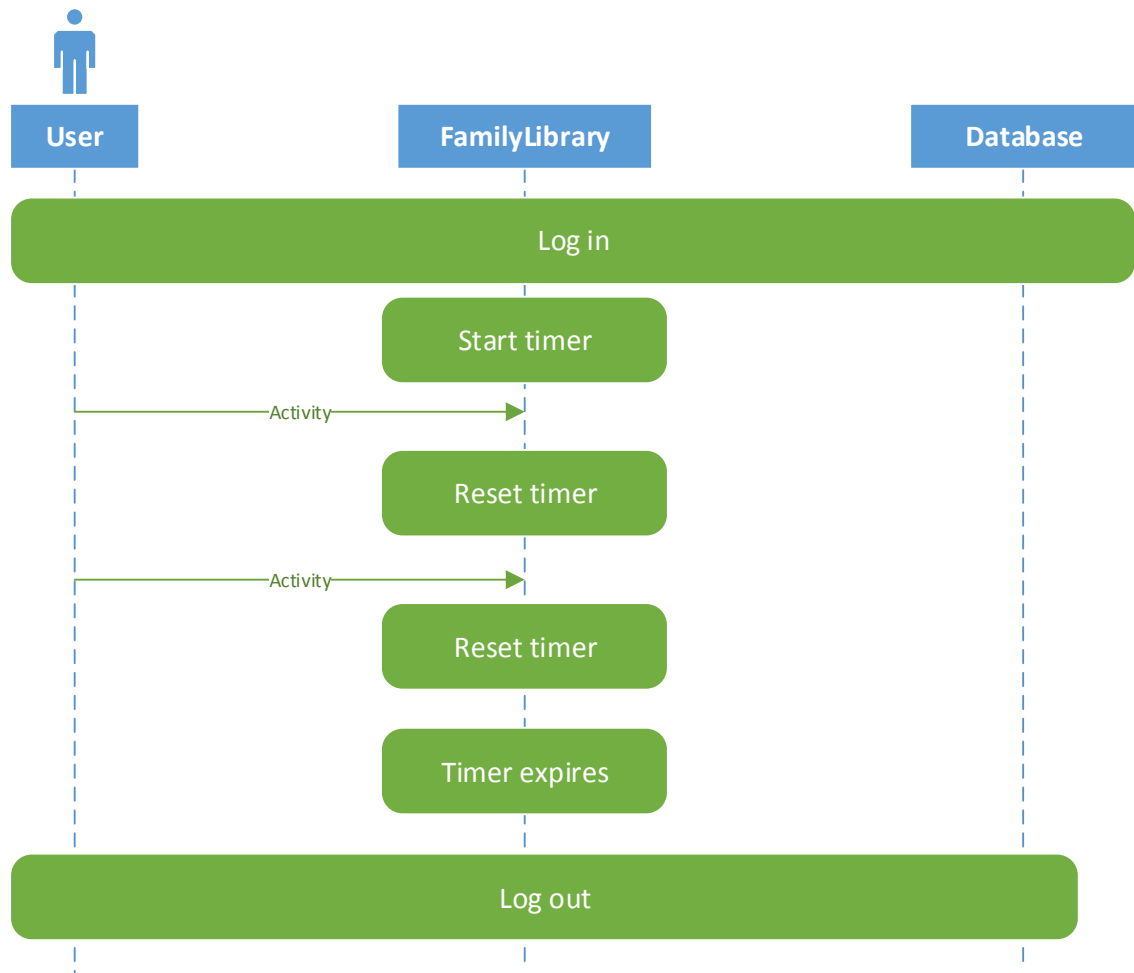 User
FamilyLibrary
Database
Log in
Start timer
Activity
Reset timer
Activity
Reset timer
Timer expires
Log out